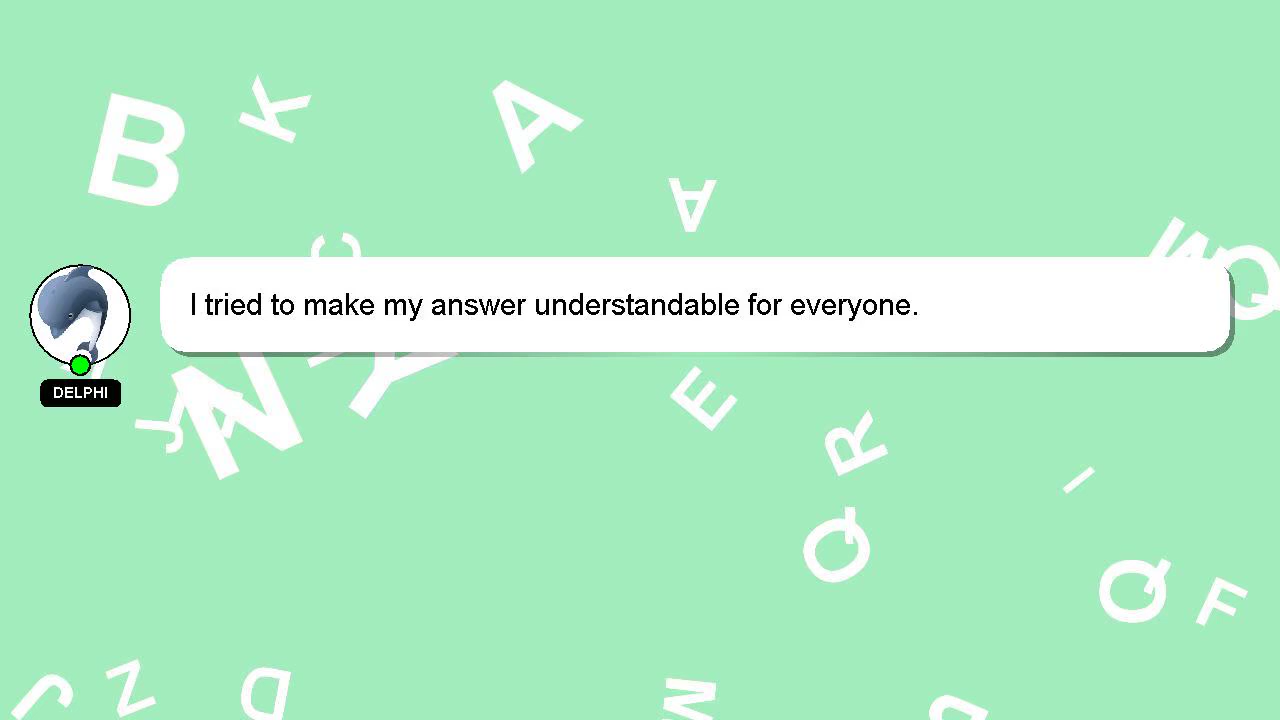 B
K
A
A
C
M
Q
I tried to make my answer understandable for everyone.
DELPHI
N
Y
J
A
E
R
I
Q
Q
F
J
Z
D
M